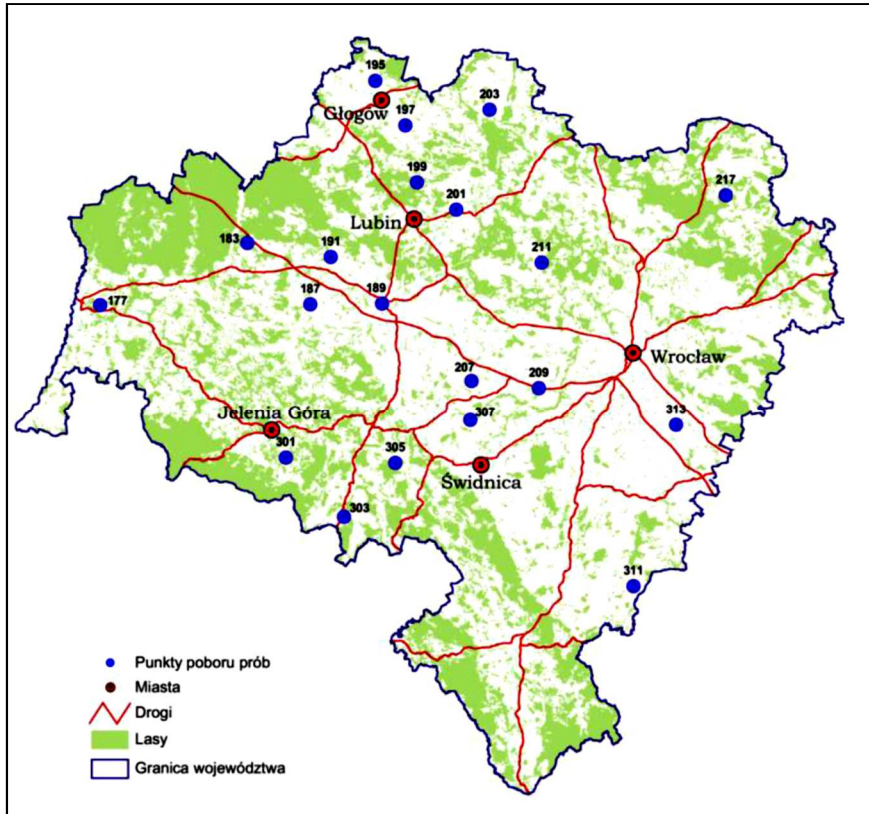 195
203
Głogów
197
199
217
201
Lubin
183
191
211
177
187
189
Wrocław
207
209
Jelenia Góra
307
313
301
305
Świdnica
303
311
Punkty poboru prób
Miasta
Drogi
Lasy
Granica województwa